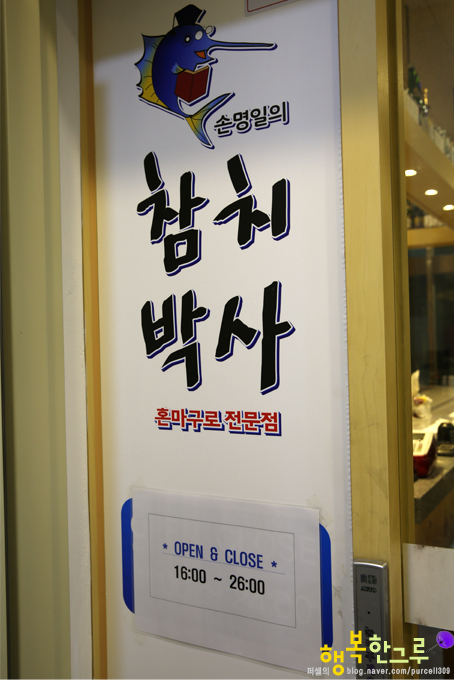 손명일의
참치
박사
혼마구로 전문점
* OPEN & CLOSE *
16:00 ~ 26:00
행복한그루
퍼셀의 blog.naver.com/purcell309